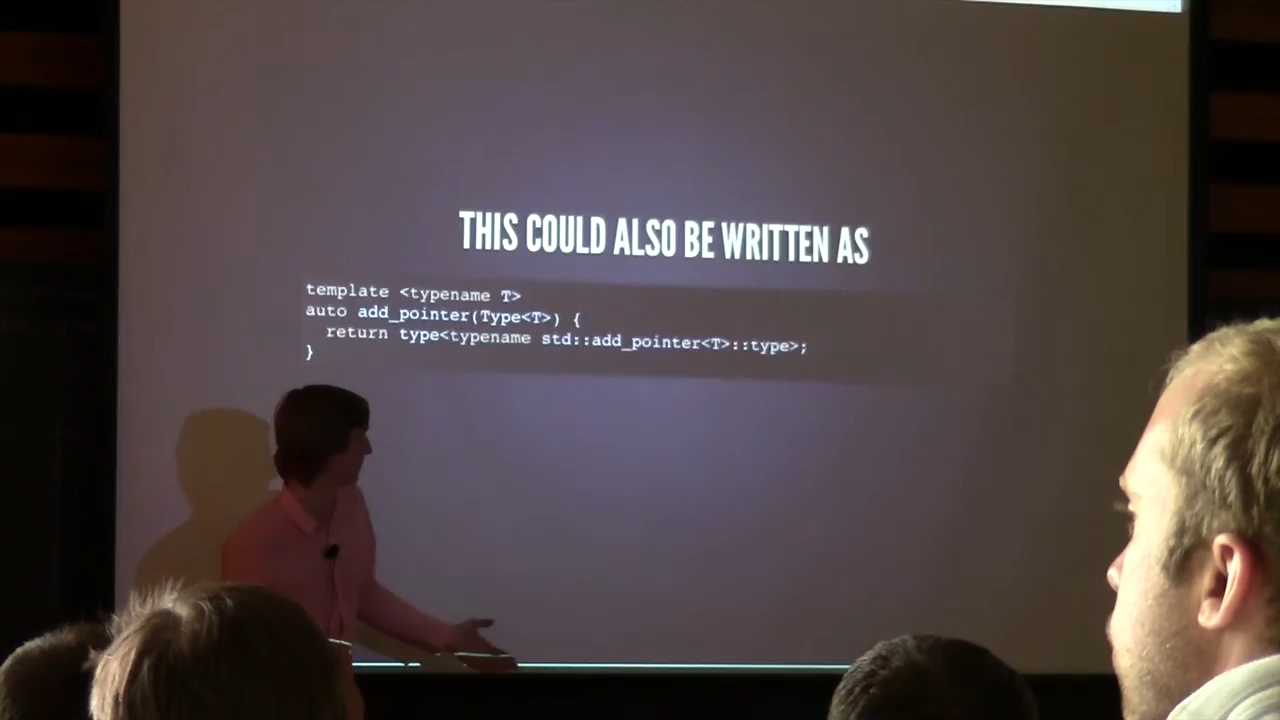 THIS COULD ALSO BE WRITTEN AS
template <typename T>
auto add_pointer(Type<T>) {
  return type<typename std::add_pointer<T>::type>;
}